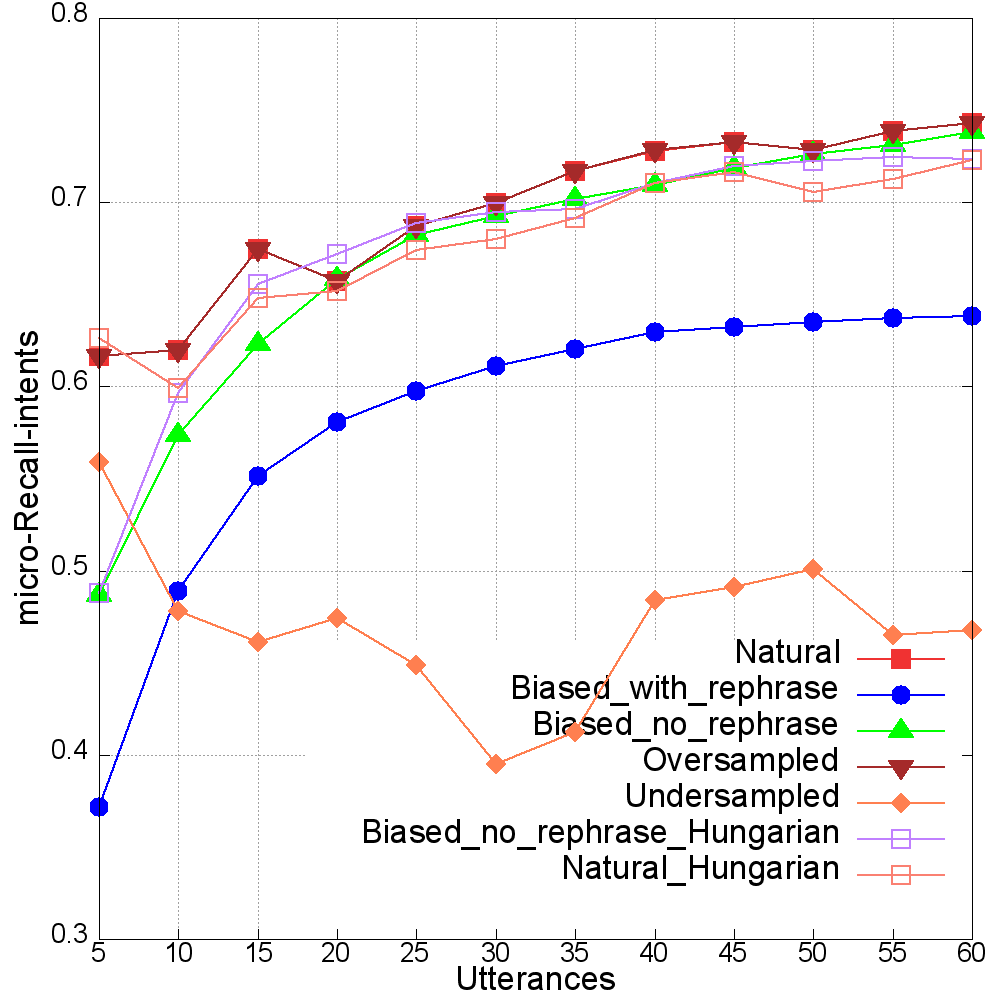 0.8
0.7
0.6
0.5
0.4
0.3
micro-Recall-intents
Natural
Biased_with_rephrase
Biased_no_rephrase
Oversampled
Undersampled
Biased_no_rephrase_Hungarian
Natural_Hungarian
5 10 15 20 25 30 35 40 45 50 55 60
Utterances